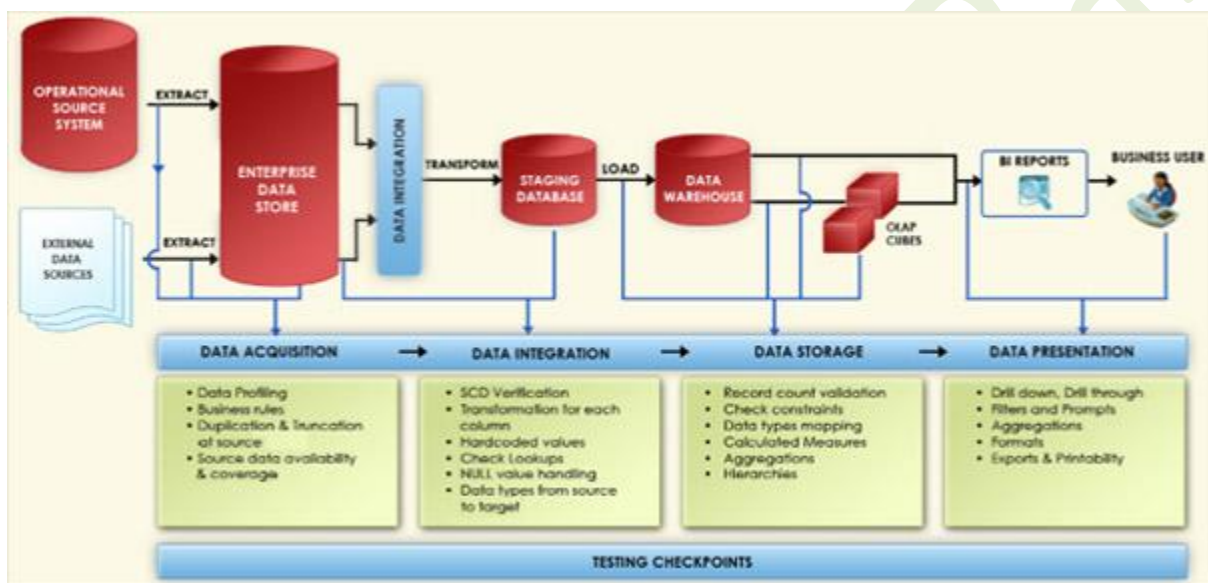 OPERATIONAL
SOURCE
SYSTEM
EXTRACT
EXTERNAL
DATA
SOURCES
EXTRACT
ENTERPRISE
DATA
STORE
DATA INTEGRATION
TRANSFORM
STAGING
DATABASE
LOAD
DATA
WAREHOUSE
OLAP
CUBES
BI REPORTS
BUSINESS USER
DATA ACQUISITION
DATA INTEGRATION
DATA STORAGE
DATA PRESENTATION
• Data Profiling
• Business rules
• Duplication & Truncation
at source
• Source data availability
& coverage
• SCD Verification
• Transformation for each
column
• Hardcoded values
• Check Lookups
• NULL value handling
• Data types from source
to target
• Record count validation
• Check constraints
• Data types mapping
• Calculated Measures
• Aggregations
• Hierarchies
• Drill down, Drill through
• Filters and Prompts
• Aggregations
• Formats
• Exports & Printability
TESTING CHECKPOINTS